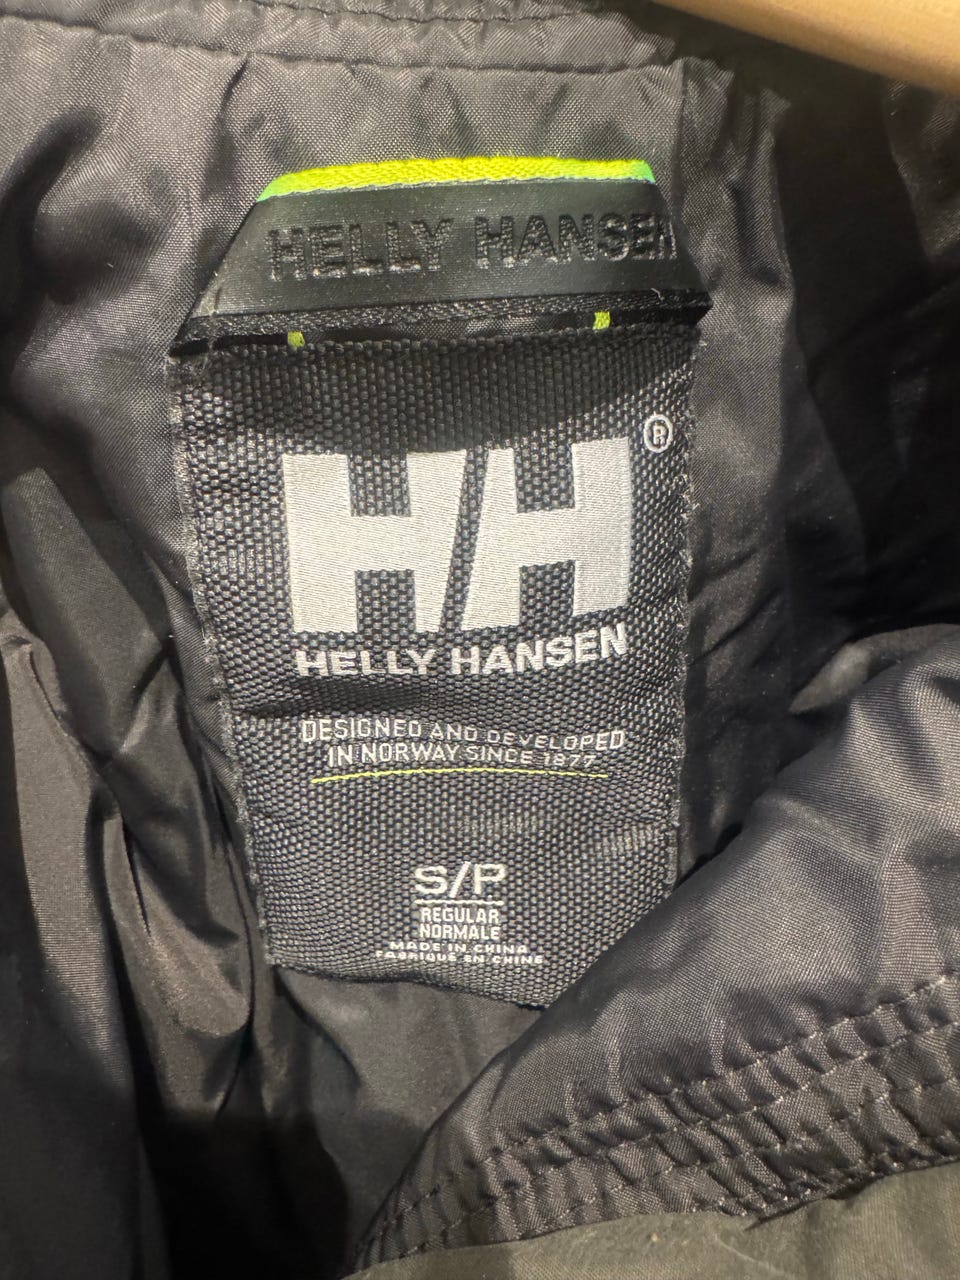 HELLY HANSEN
HH®
HELLY HANSEN
DESIGNED AND DEVELOPED
IN NORWAY SINCE 1877
S/P
REGULAR
NORMALE
MADE IN CHINA
FABRIQUÉ EN CHINE